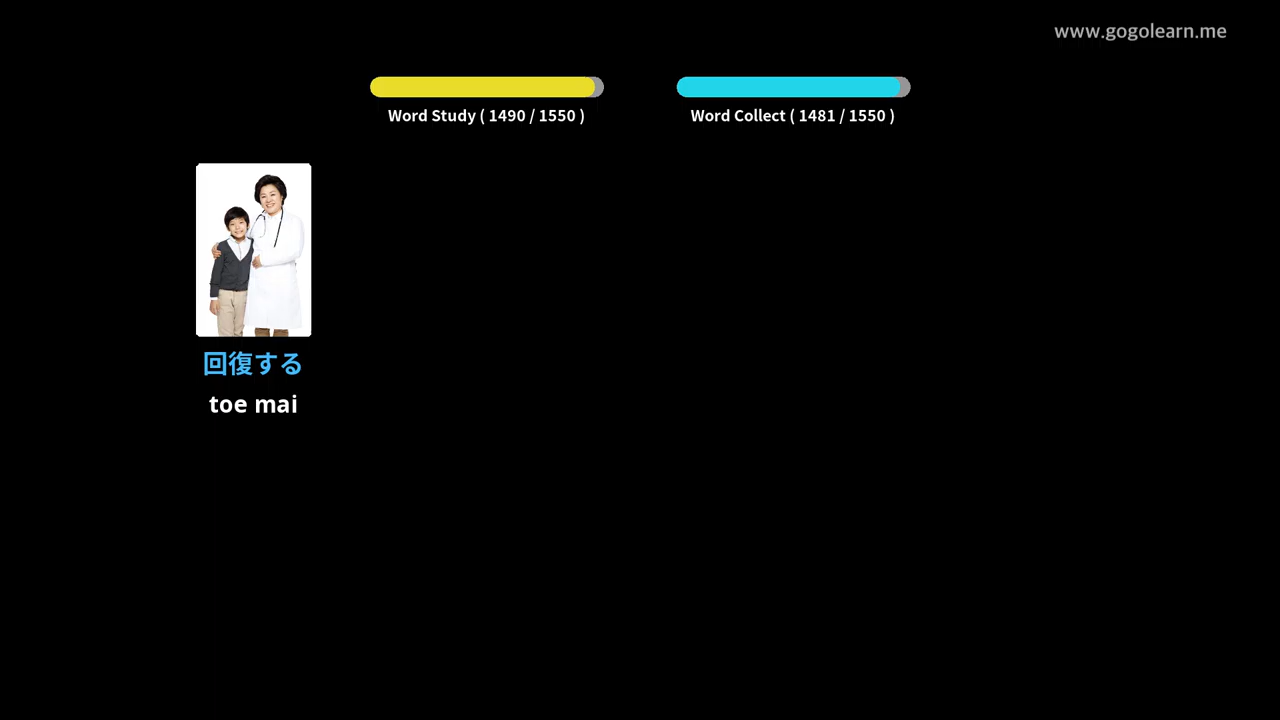 www.gogolearn.me
Word Study ( 1490 / 1550 )
Word Collect ( 1481 / 1550 )
回復する
toe mai